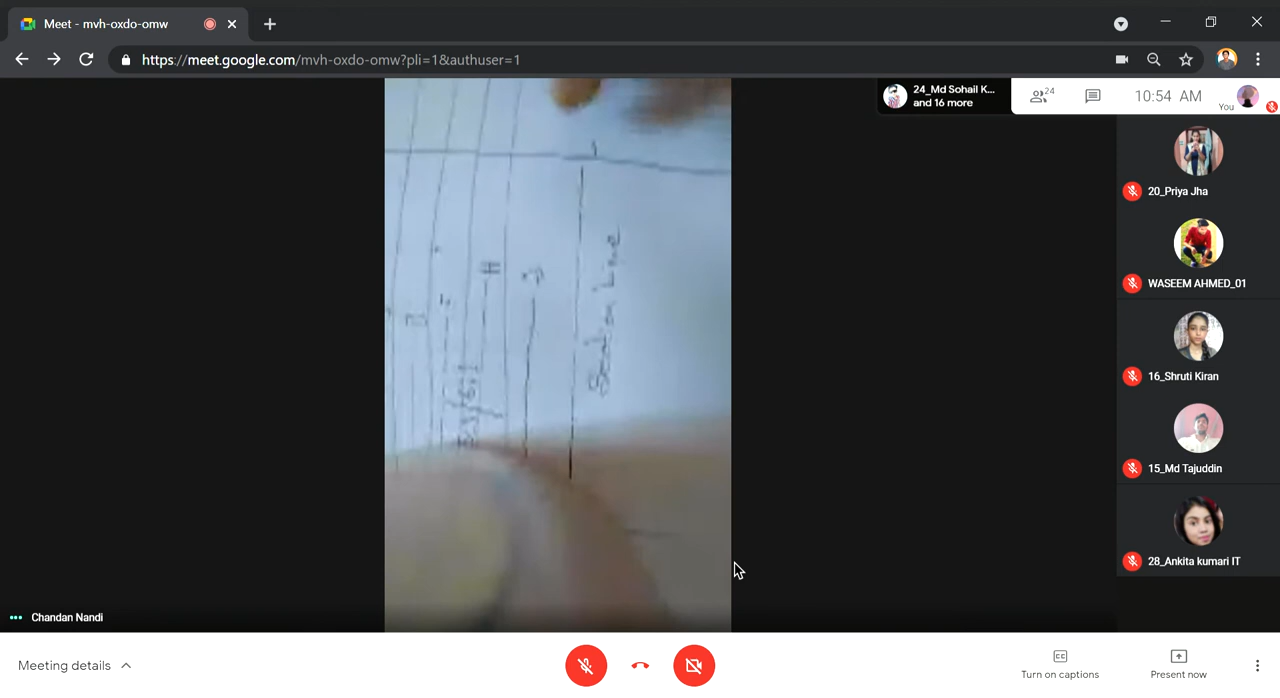 Meet - mvh-oxdo-omw
https://meet.google.com/mvh-oxdo-omw?pli=1&authuser=1
24_Md Sohail K...
and 16 more
24
10:54 AM
You
20_Priya Jha
WASEEM AHMED_01
16_Shruti Kiran
15_Md Tajuddin
28_Ankita kumari IT
Line
Chandan Nandi
Meeting details
CC
Turn on captions
Present now